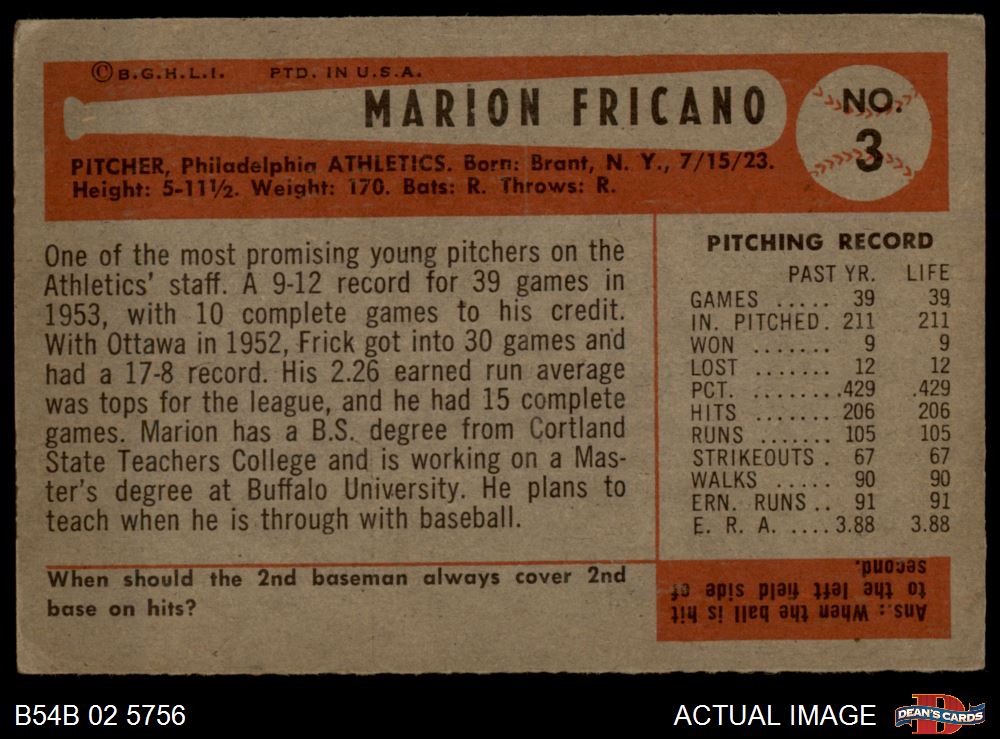 ©B.G.H.L.I. PTD. IN U.S.A.
MARION FRICANO
NO.
3
PITCHER, Philadelphia ATHLETICS. Born: Brant, N. Y., 7/15/23.
Height: 5-11½. Weight: 170. Bats: R. Throws: R.
One of the most promising young pitchers on the
Athletics' staff. A 9-12 record for 39 games in
1953, with 10 complete games to his credit.
With Ottawa in 1952, Frick got into 30 games and
had a 17-8 record. His 2.26 earned run average
was tops for the league, and he had 15 complete
games. Marion has a B.S. degree from Cortland
State Teachers College and is working on a Mas-
ter's degree at Buffalo University. He plans to
teach when he is through with baseball.
PITCHING RECORD
PAST YR. LIFE
GAMES ..... 39 39
IN. PITCHED. 211 211
WON ....... 9 9
LOST ....... 12 12
PCT. ........429 .429
HITS ....... 206 206
RUNS ....... 105 105
STRIKEOUTS . 67 67
WALKS ..... 90 90
ERN. RUNS .. 91 91
E. R. A. ....3.88 3.88
When should the 2nd baseman always cover 2nd
base on hits?
Ans.: When the ball is hit
to the left field side of
second.
B54B 02 5756
ACTUAL IMAGE
D
DEAN'S CARDS